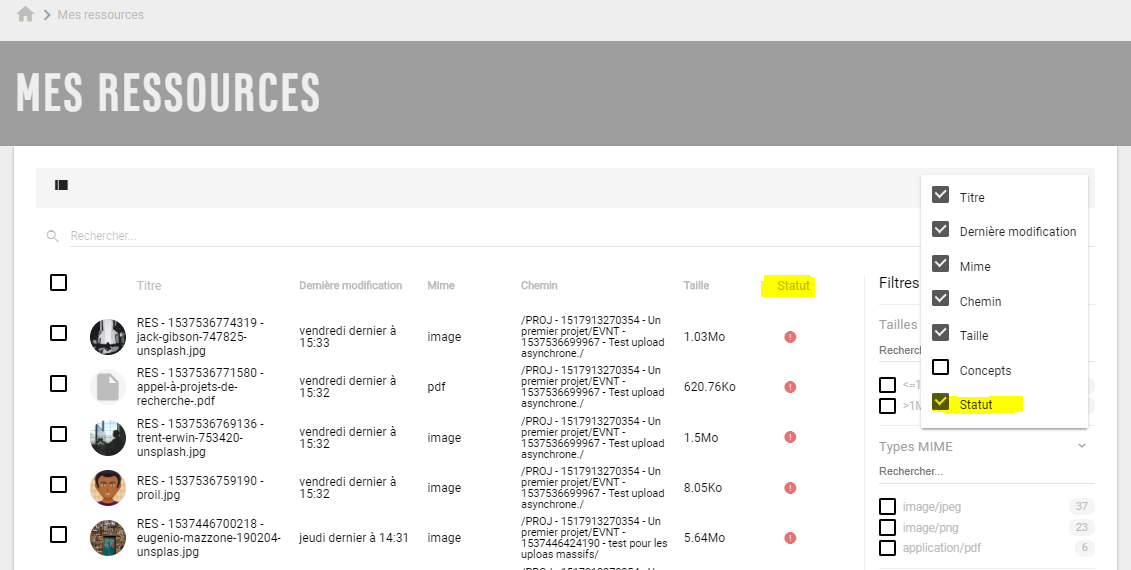 Mes ressources
MES RESSOURCES
Rechercher...
Titre
Dernière modification
Mime
Chemin
Taille
Statut
RES - 1537536774319 -
jack-gibson-747825-
unsplash.jpg
vendredi dernier à
15:33
image
/PROJ - 1517913270354 - Un
premier projet/EVNT -
1537536699967 - Test upload
asynchrone./
1.03Mo
RES - 1537536771580 -
appel-à-projets-de-
recherche-.pdf
vendredi dernier à
15:32
pdf
/PROJ - 1517913270354 - Un
premier projet/EVNT -
1537536699967 - Test upload
asynchrone./
620.76Ko
RES - 1537536769136 -
trent-erwin-753420-
unsplash.jpg
vendredi dernier à
15:32
image
/PROJ - 1517913270354 - Un
premier projet/EVNT -
1537536699967 - Test upload
asynchrone./
1.5Mo
RES - 1537536759190 -
proil.jpg
vendredi dernier à
15:32
image
/PROJ - 1517913270354 - Un
premier projet/EVNT -
1537536699967 - Test upload
asynchrone./
8.05Ko
RES - 1537446700218 -
eugenio-mazzone-190204-
unsplas.jpg
jeudi dernier à 14:31
image
/PROJ - 1517913270354 - Un
premier projet/EVNT -
1537446424190 - test pour les
uploas massifs/
5.64Mo
Titre
Dernière modification
Mime
Chemin
Taille
Concepts
Statut
Filtres
Tailles
Recherc
<=1
>1M
Types MIME
Rechercher...
image/jpeg 37
image/png 23
application/pdf 6